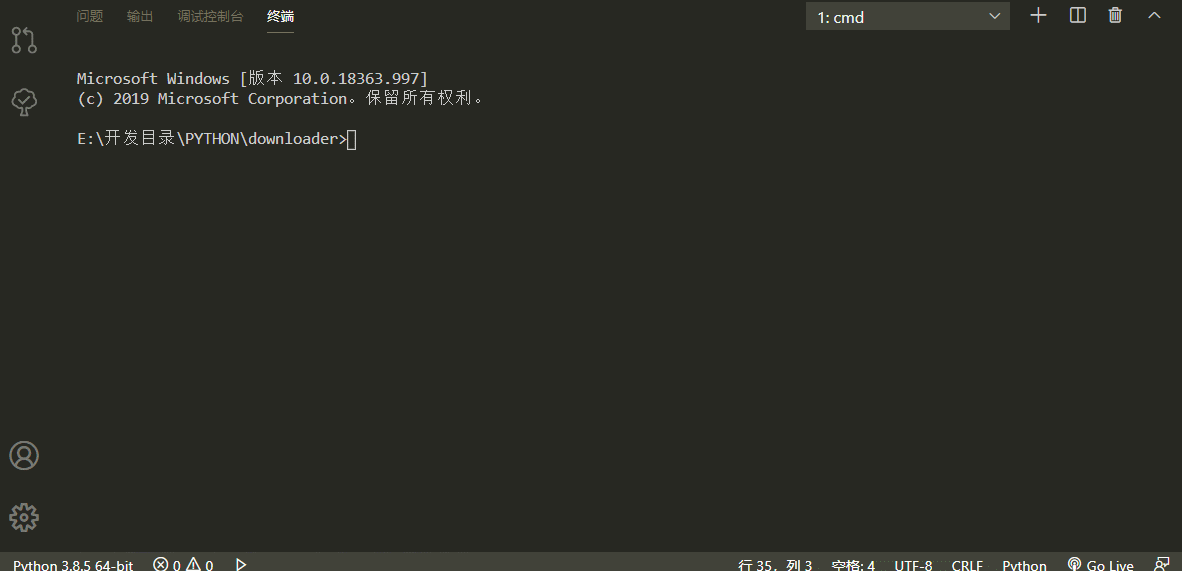 问题 输出 调试控制台 终端 1: cmd
Microsoft Windows [版本 10.0.18363.997]
(c) 2019 Microsoft Corporation。保留所有权利。
E:\开发目录\PYTHON\downloader>
Python 3.8.5 64-bit 0 0 行 35，列 3 空格: 4 UTF-8 CRLF Python Go Live